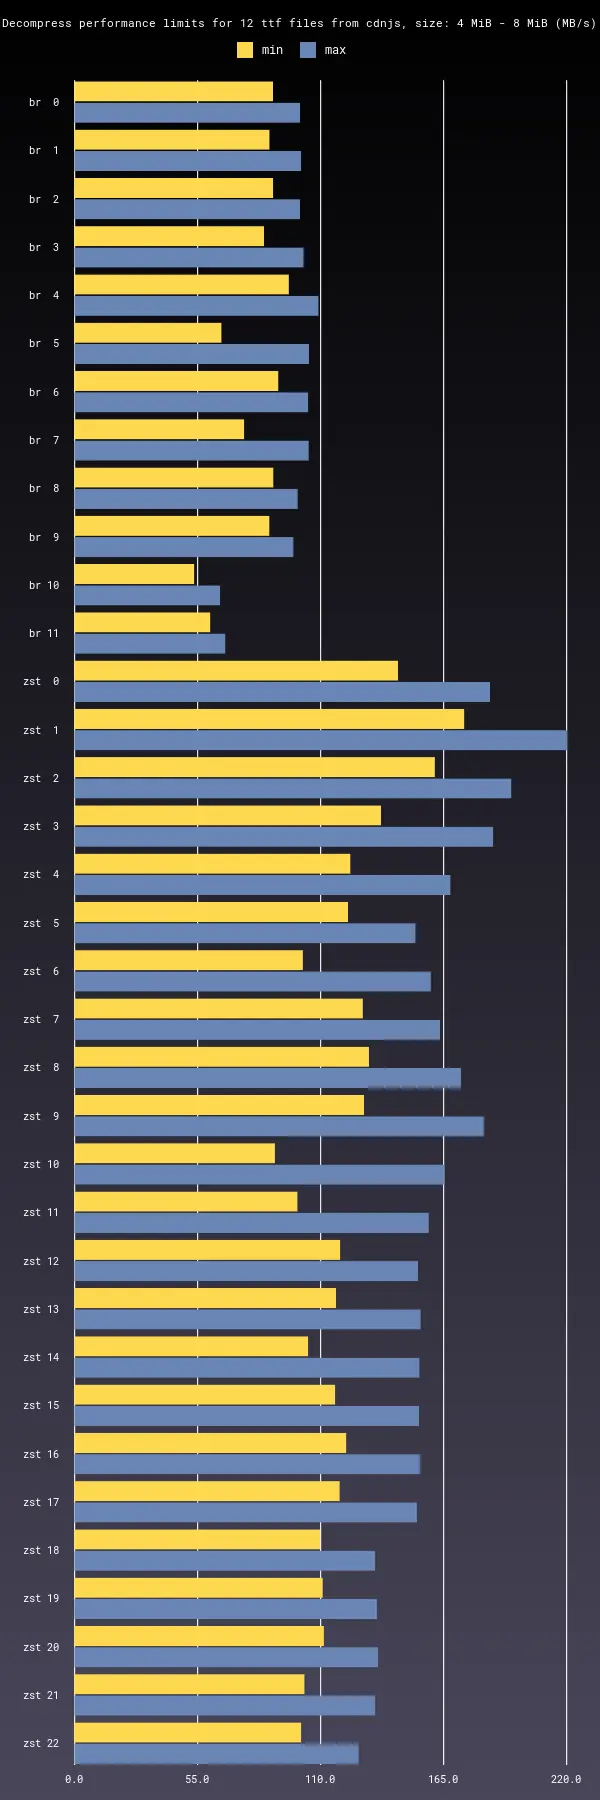 Decompress performance limits for 12 ttf files from cdnjs, size: 4 MiB - 8 MiB (MB/s)
min max
br 0
br 1
br 2
br 3
br 4
br 5
br 6
br 7
br 8
br 9
br 10
br 11
zst 0
zst 1
zst 2
zst 3
zst 4
zst 5
zst 6
zst 7
zst 8
zst 9
zst 10
zst 11
zst 12
zst 13
zst 14
zst 15
zst 16
zst 17
zst 18
zst 19
zst 20
zst 21
zst 22
0.0 55.0 110.0 165.0 220.0